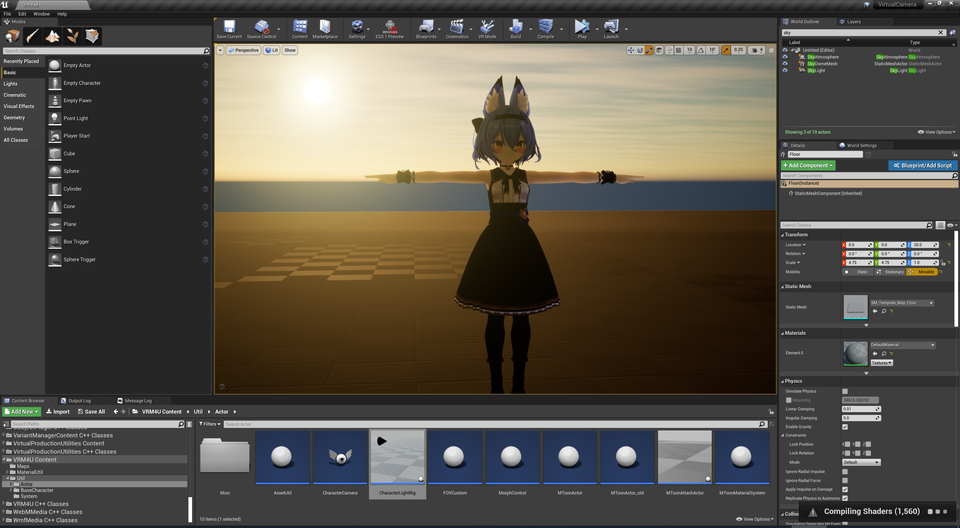 VirtualCamera
File Edit Window Help
Modes
Save Current
Source Control
Content
Marketplace
Settings
Blueprints
Cinematics
VR Mode
Build
Compile
Play
Launch
Search Classes
Recently Placed
Basic
Lights
Cinematic
Visual Effects
Geometry
Volumes
All Classes
Empty Actor
Empty Character
Empty Pawn
Point Light
Player Start
Cube
Sphere
Cylinder
Cone
Plane
Box Trigger
Sphere Trigger
Perspective
Lit
Show
10
10°
0.25
4
World Outliner
Layers
sky
Label
Type
Untitled (Editor)
World
SkyAtmosphere
SkyAtmosphere SkyAtmosphere
SkyDomeMesh
StaticMeshActor StaticMeshActor
SkyLight
SkyLight SkyLight
Showing 3 of 10 actors
View Options
Details
World Settings
Floor
+ Add Component
Blueprint/Add Script
Search Components
Floor(Instance)
StaticMeshComponent (Inherited)
Search Details
Transform
Location
0.0
0.0
20.0
Rotation
0.0°
0.0°
0.0°
Scale
4.75
4.75
1.0
Mobility
Static
Stationary
Movable
Static Mesh
Static Mesh
SM_Template_Map_Floor
Materials
Element 0
DefaultMaterial
Textures
Physics
Simulate Physics
MassInKg
Linear Damping
0.01
Angular Damping
0.0
Enable Gravity
Constraints
Lock Position
X Y Z
Lock Rotation
X Y Z
Mode
Default
Ignore Radial Impulse
Ignore Radial Force
Apply Impulse on Damage
Replicate Physics to Autonomous
Collision
Compiling Shaders (1,560)
Content Browser
Output Log
Message Log
Add New
Import
Save All
VRM4U Content
Util
Actor
Search Paths
VariantManagerContent C++ Classes
VirtualProductionUtilities Content
VirtualProductionUtilities C++ Classes
VRM4U Content
Maps
MaterialUtil
Util
Actor
BaseCharacter
System
VRM4U C++ Classes
WebMMedia C++ Classes
WmfMedia C++ Classes
Filters
Search Actor
Misc
AssetUtil
CharacterCamera
CharacterLightRig
FOVCustom
MorphControl
MToonActor
MToonActor_old
MToonAttachActor
MToonMaterialSystem
10 items (1 selected)
View Options